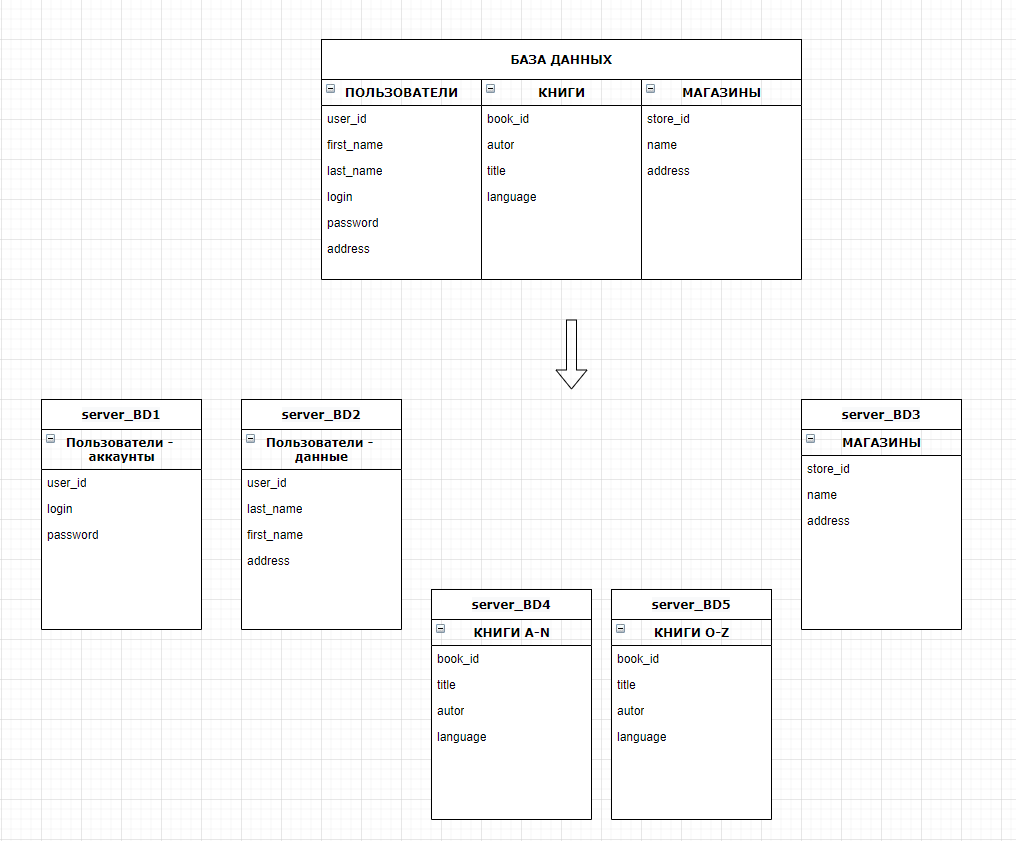 БАЗА ДАННЫХ
ПОЛЬЗОВАТЕЛИ
user_id
first_name
last_name
login
password
address
КНИГИ
book_id
autor
title
language
МАГАЗИНЫ
store_id
name
address
server_BD1
Пользователи -
аккаунты
user_id
login
password
server_BD2
Пользователи -
данные
user_id
last_name
first_name
address
server_BD3
МАГАЗИНЫ
store_id
name
address
server_BD4
КНИГИ A-N
book_id
title
autor
language
server_BD5
КНИГИ O-Z
book_id
title
autor
language